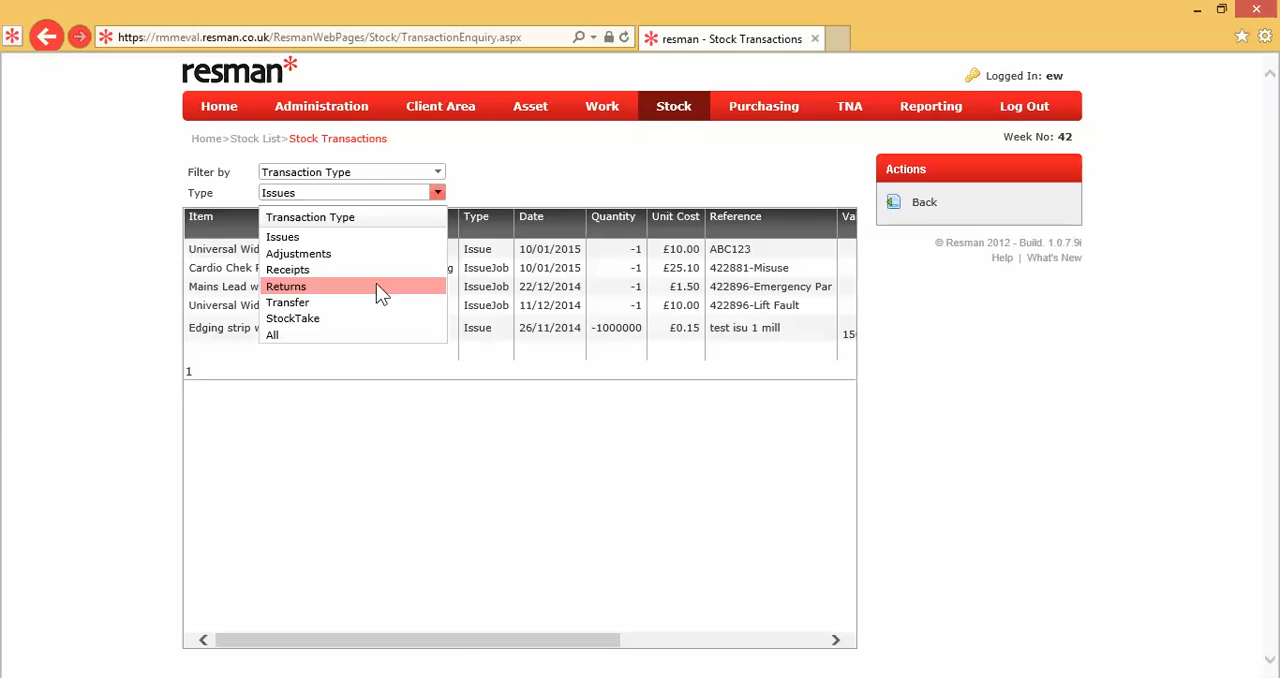 https://rmmeval.resman.co.uk/ResmanWebPages/Stock/TransactionEnquiry.aspx
resman - Stock Transactions
resman*
Logged In: ew
Home Administration Client Area Asset Work Stock Purchasing TNA Reporting Log Out
Home>Stock List>Stock Transactions
Week No: 42
Filter by Transaction Type
Type Issues
Actions
Back
© Resman 2012 - Build. 1.0.7.9i
Help | What's New
Item Type Date Quantity Unit Cost Reference Va
Universal Wid Issue 10/01/2015 -1 £10.00 ABC123
Cardio Chek g IssueJob 10/01/2015 -1 £25.10 422881-Misuse
Mains Lead w IssueJob 22/12/2014 -1 £1.50 422896-Emergency Par
Universal Wid IssueJob 11/12/2014 -1 £10.00 422896-Lift Fault
Edging strip w Issue 26/11/2014 -1000000 £0.15 test isu 1 mill 15
1
Transaction Type
Issues
Adjustments
Receipts
Returns
Transfer
StockTake
All